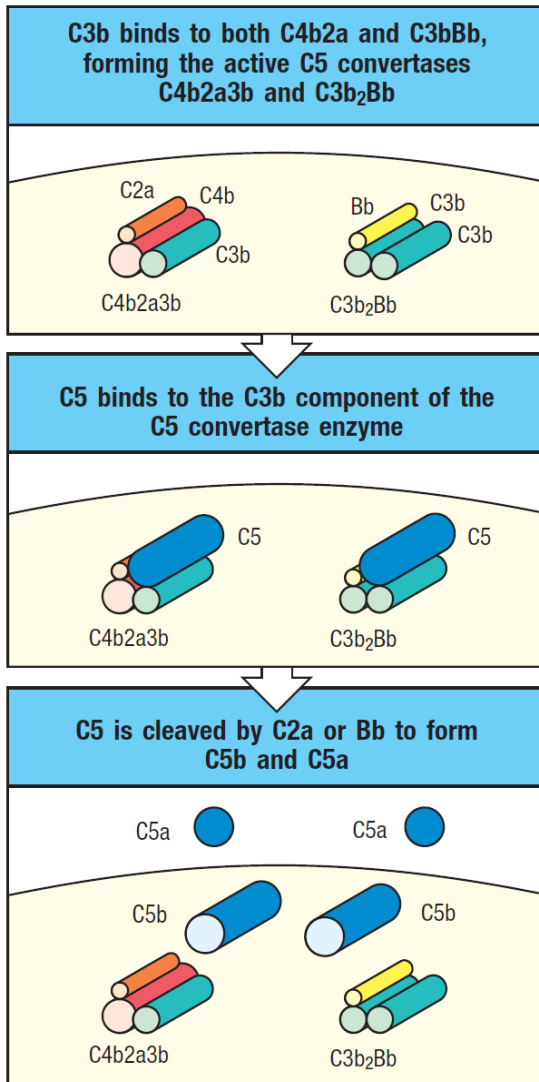 C3b binds to both C4b2a and C3bBb,
forming the active C5 convertases
C4b2a3b and C3b₂Bb
C2a
C4b
C3b
C4b2a3b
Bb
C3b
C3b
C3b₂Bb
C5 binds to the C3b component of the
C5 convertase enzyme
C5
C4b2a3b
C5
C3b₂Bb
C5 is cleaved by C2a or Bb to form
C5b and C5a
C5a
C5a
C5b
C5b
C4b2a3b
C3b₂Bb